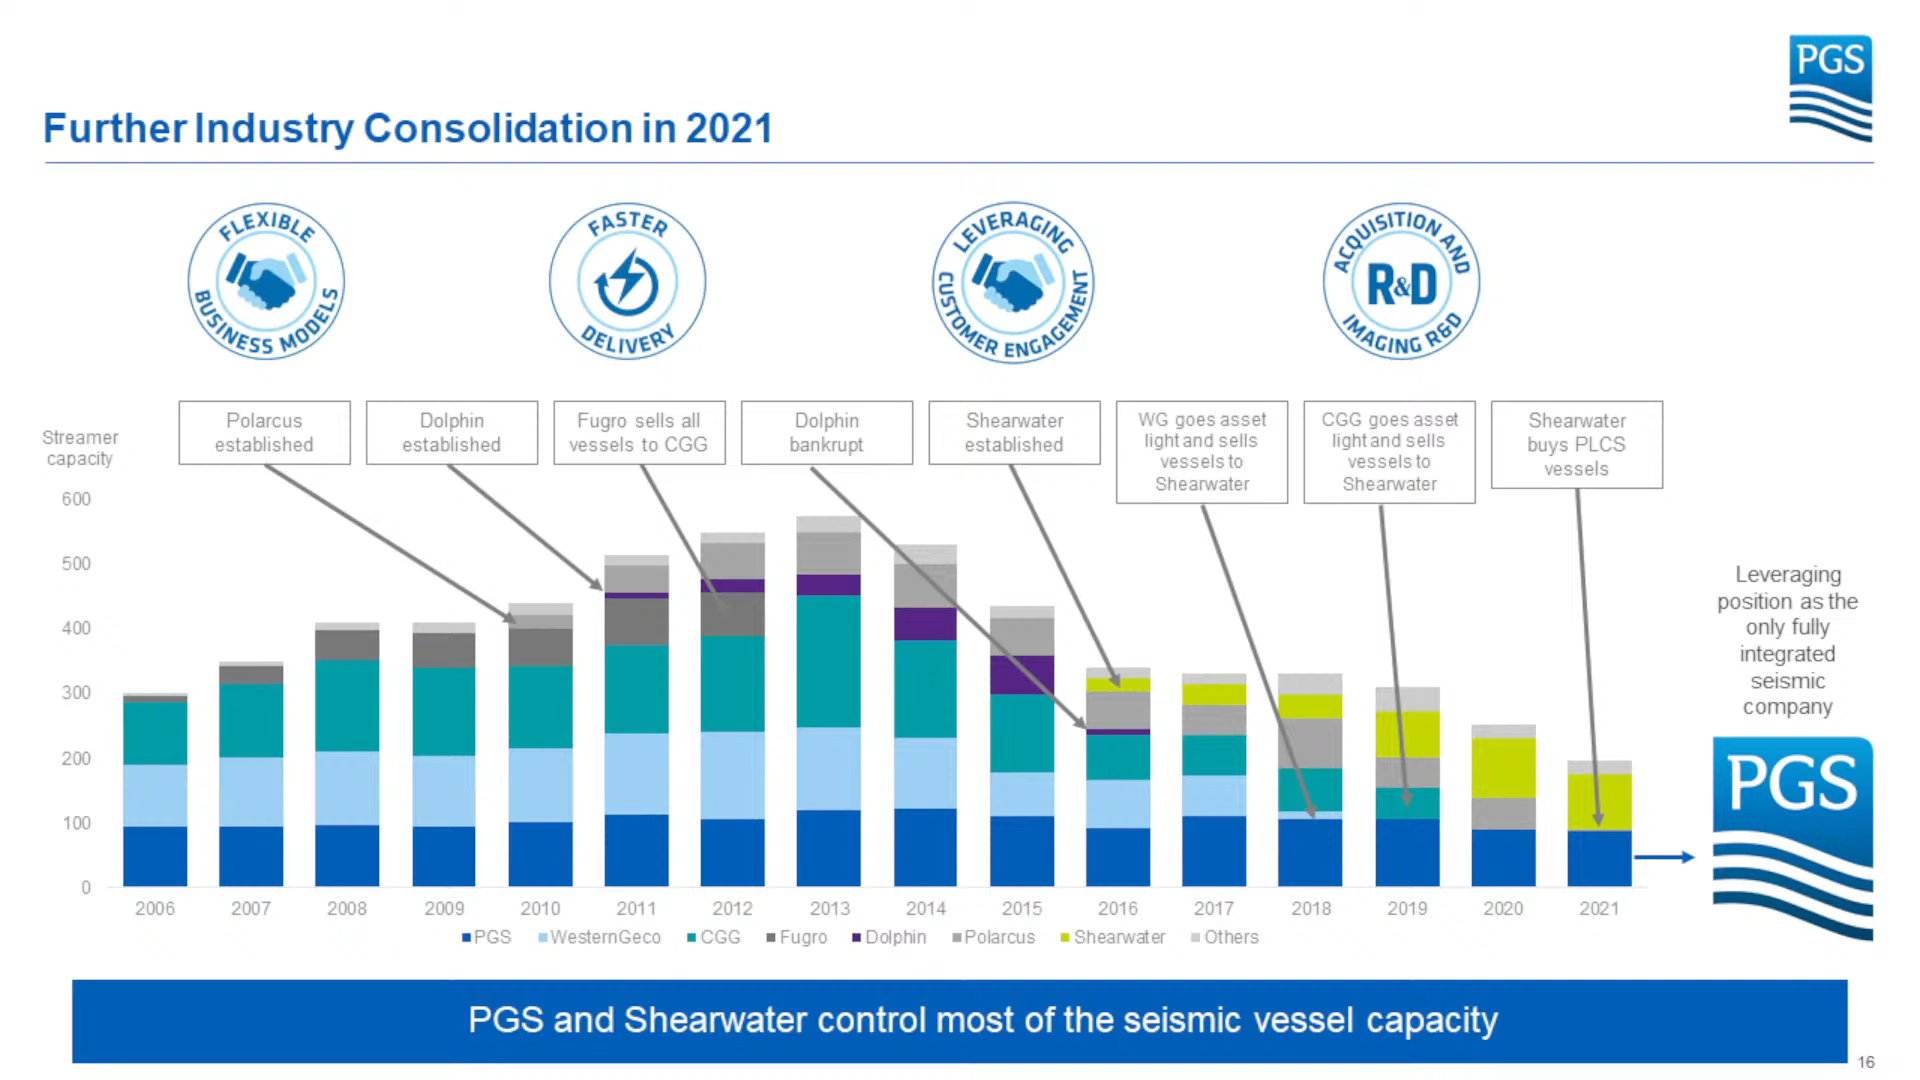 PGS
Further Industry Consolidation in 2021
FLEXIBLE
BUSINESS MODELS
FASTER
DELIVERY
LEVERAGING
CUSTOMER ENGAGEMENT
ACQUISITION AND
R&D
IMAGING R&D
Streamer
capacity
Polarcus
established
Dolphin
established
Fugro sells all
vessels to CGG
Dolphin
bankrupt
Shearwater
established
WG goes asset
light and sells
vessels to
Shearwater
CGG goes asset
light and sells
vessels to
Shearwater
Shearwater
buys PLCS
vessels
600
500
400
300
200
100
0
2006 2007 2008 2009 2010 2011 2012 2013 2014 2015 2016 2017 2018 2019 2020 2021
PGS WesternGeco CGG Fugro Dolphin Polarcus Shearwater Others
Leveraging
position as the
only fully
integrated
seismic
company
PGS
PGS and Shearwater control most of the seismic vessel capacity
16